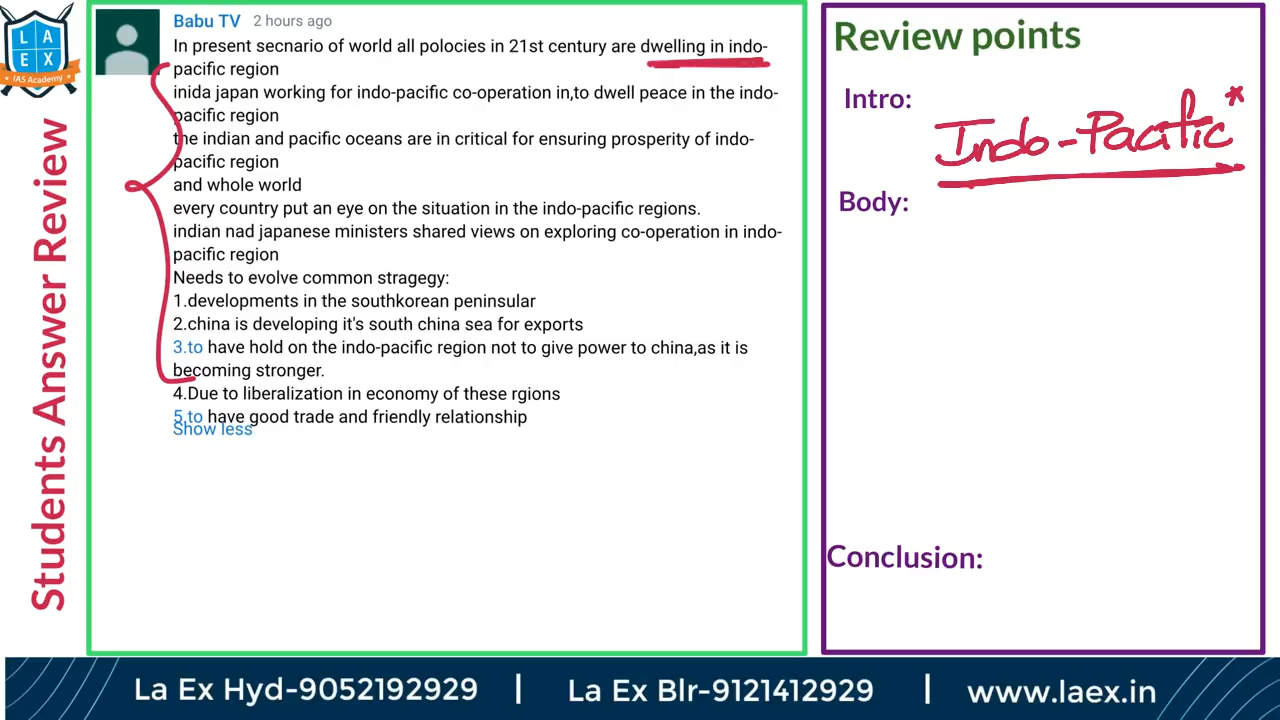 L A
E X
IAS Academy
Students Answer Review
Babu TV 2 hours ago
In present secnario of world all polocies in 21st century are dwelling in indo-
pacific region
inida japan working for indo-pacific co-operation in,to dwell peace in the indo-
pacific region
the indian and pacific oceans are in critical for ensuring prosperity of indo-
pacific region
and whole world
every country put an eye on the situation in the indo-pacific regions.
indian nad japanese ministers shared views on exploring co-operation in indo-
pacific region
Needs to evolve common stragegy:
1.developments in the southkorean peninsular
2.china is developing it's south china sea for exports
3.to have hold on the indo-pacific region not to give power to china,as it is
becoming stronger.
4.Due to liberalization in economy of these rgions
5.to have good trade and friendly relationship
Show less
Review points
Intro:
Indo-Pacific*
Body:
Conclusion:
La Ex Hyd-9052192929 | La Ex Blr-9121412929 | www.laex.in